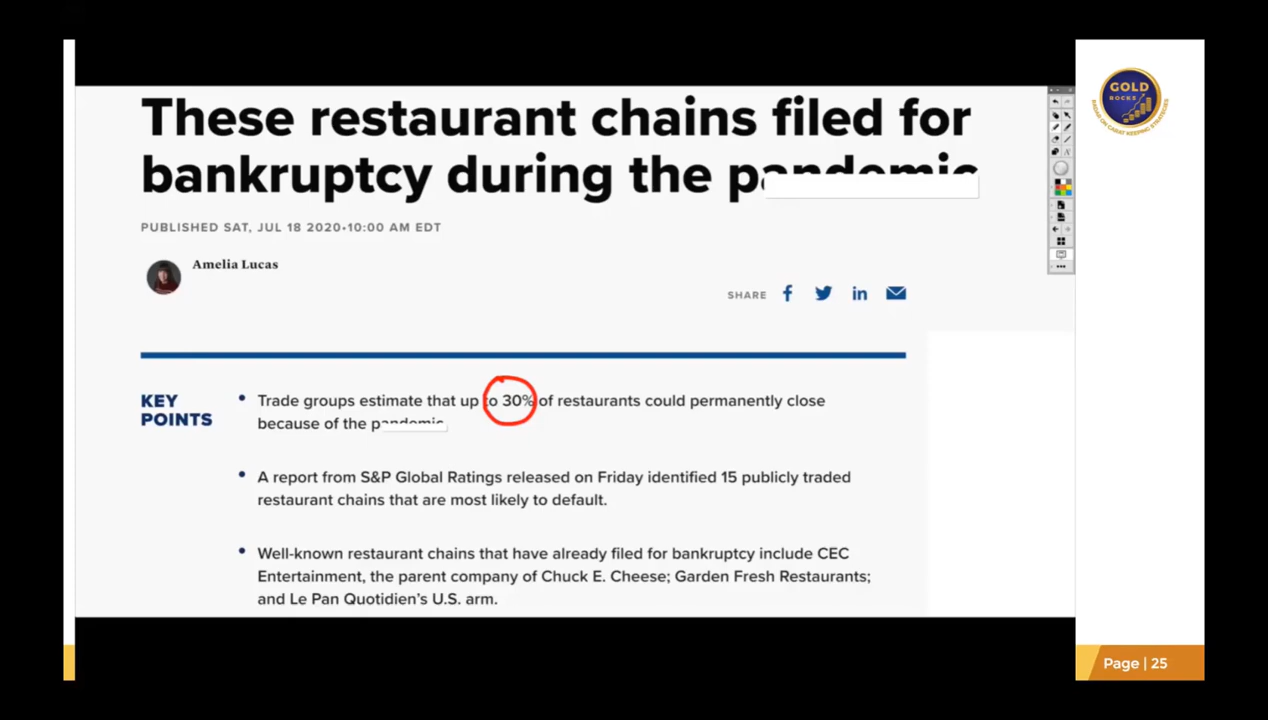 These restaurant chains filed for
bankruptcy during the pandemic
PUBLISHED SAT, JUL 18 2020•10:00 AM EDT
Amelia Lucas
SHARE
KEY
POINTS
• Trade groups estimate that up to 30% of restaurants could permanently close
because of the pandemic
• A report from S&P Global Ratings released on Friday identified 15 publicly traded
restaurant chains that are most likely to default.
• Well-known restaurant chains that have already filed for bankruptcy include CEC
Entertainment, the parent company of Chuck E. Cheese; Garden Fresh Restaurants;
and Le Pan Quotidien’s U.S. arm.
GOLD
ROCKS
Page | 25